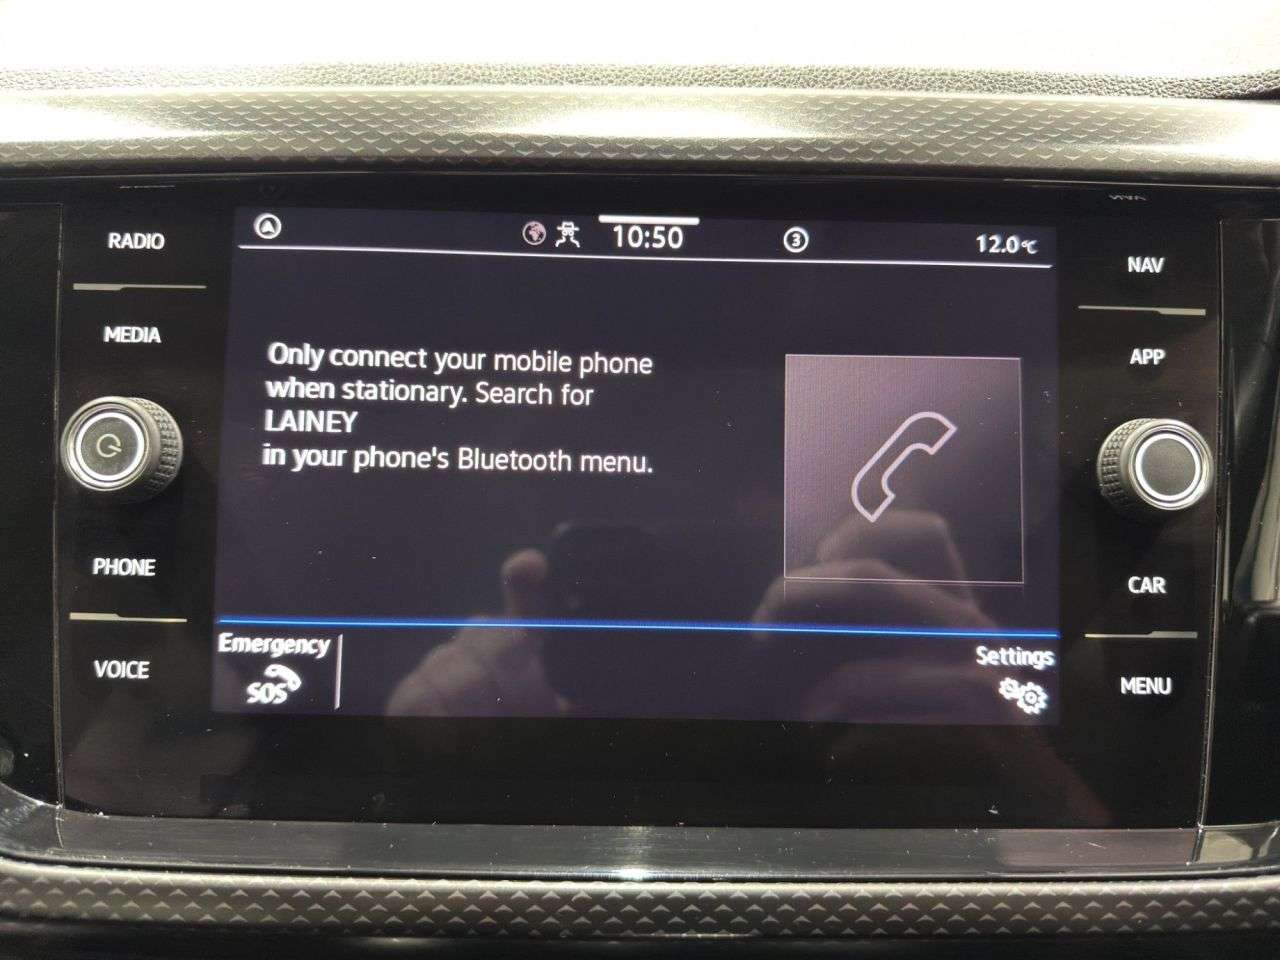 RADIO
MEDIA
PHONE
VOICE
10:50
3
12.0°C
Only connect your mobile phone
when stationary. Search for
LAINEY
in your phone's Bluetooth menu.
Emergency
SOS
Settings
NAV
APP
CAR
MENU